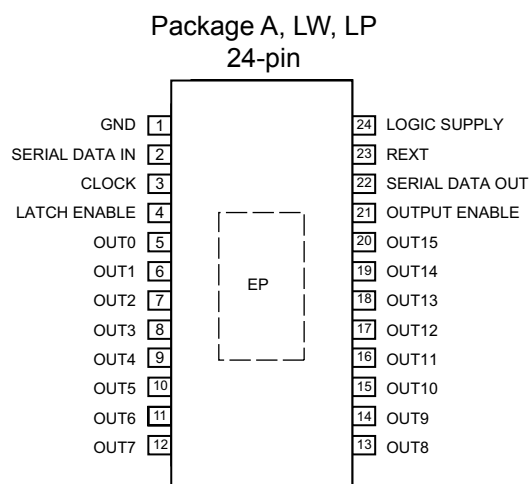 Package A, LW, LP
24-pin
GND 1 24 LOGIC SUPPLY
SERIAL DATA IN 2 23 REXT
CLOCK 3 22 SERIAL DATA OUT
LATCH ENABLE 4 21 OUTPUT ENABLE
OUT0 5 20 OUT15
OUT1 6 19 OUT14
OUT2 7 18 OUT13
OUT3 8 17 OUT12
OUT4 9 16 OUT11
OUT5 10 15 OUT10
OUT6 11 14 OUT9
OUT7 12 13 OUT8
EP